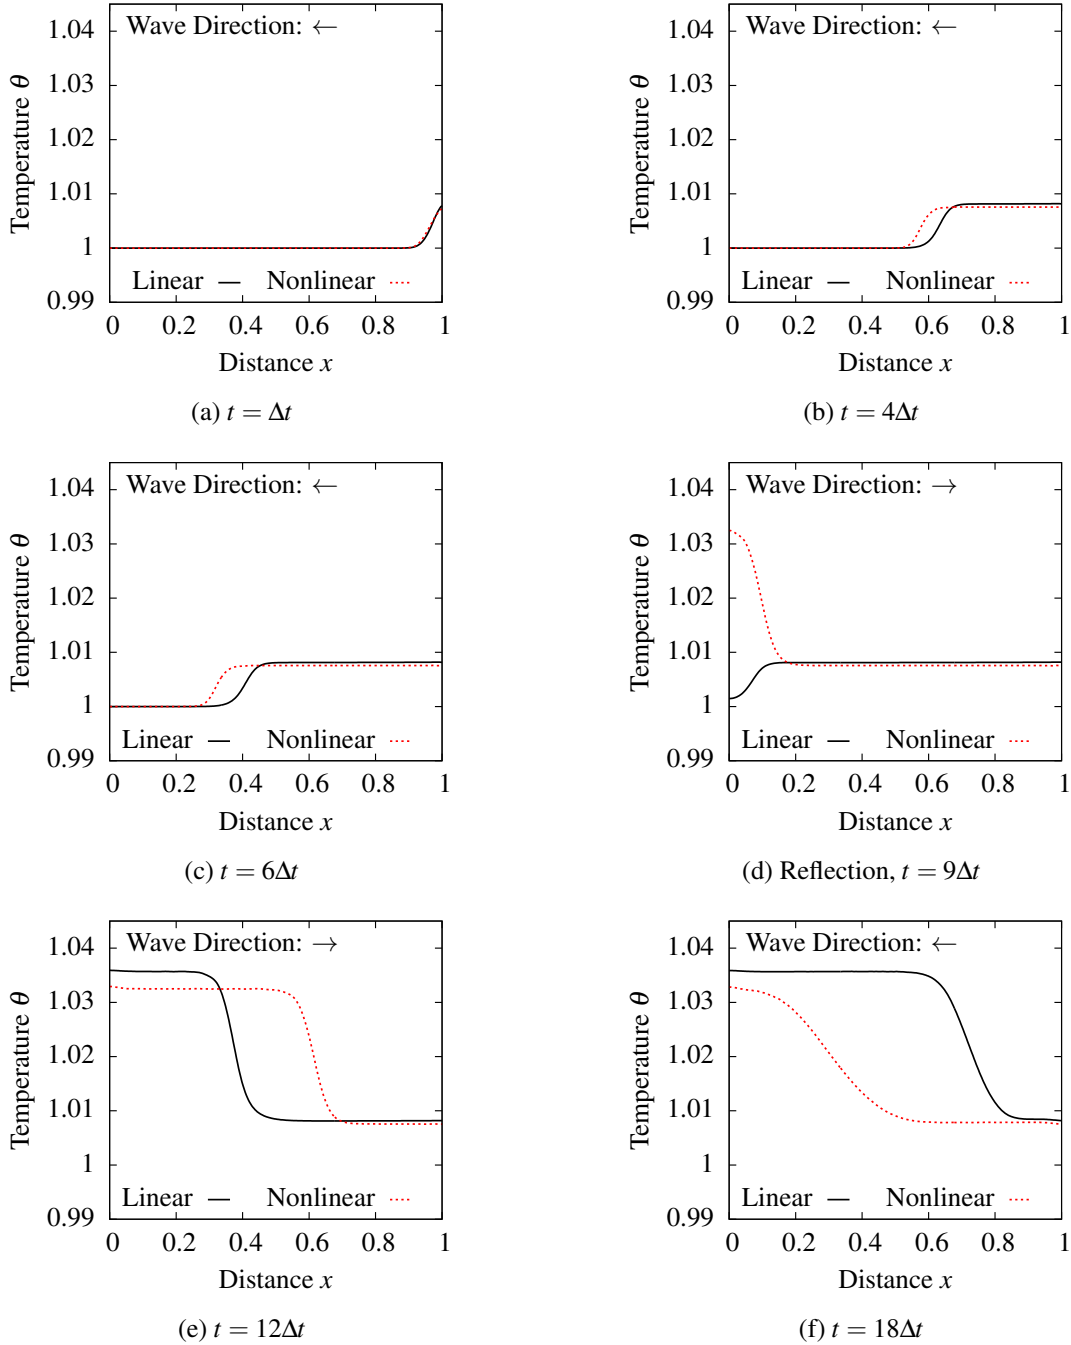 1.04
1.03
1.02
1.01
1
0.99
Temperature θ
Wave Direction: ←
Linear
Nonlinear
0 0.2 0.4 0.6 0.8 1
Distance x
(a) t = Δt
1.04
1.03
1.02
1.01
1
0.99
Temperature θ
Wave Direction: ←
Linear
Nonlinear
0 0.2 0.4 0.6 0.8 1
Distance x
(b) t = 4Δt
1.04
1.03
1.02
1.01
1
0.99
Temperature θ
Wave Direction: ←
Linear
Nonlinear
0 0.2 0.4 0.6 0.8 1
Distance x
(c) t = 6Δt
1.04
1.03
1.02
1.01
1
0.99
Temperature θ
Wave Direction: →
Linear
Nonlinear
0 0.2 0.4 0.6 0.8 1
Distance x
(d) Reflection, t = 9Δt
1.04
1.03
1.02
1.01
1
0.99
Temperature θ
Wave Direction: →
Linear
Nonlinear
0 0.2 0.4 0.6 0.8 1
Distance x
(e) t = 12Δt
1.04
1.03
1.02
1.01
1
0.99
Temperature θ
Wave Direction: ←
Linear
Nonlinear
0 0.2 0.4 0.6 0.8 1
Distance x
(f) t = 18Δt